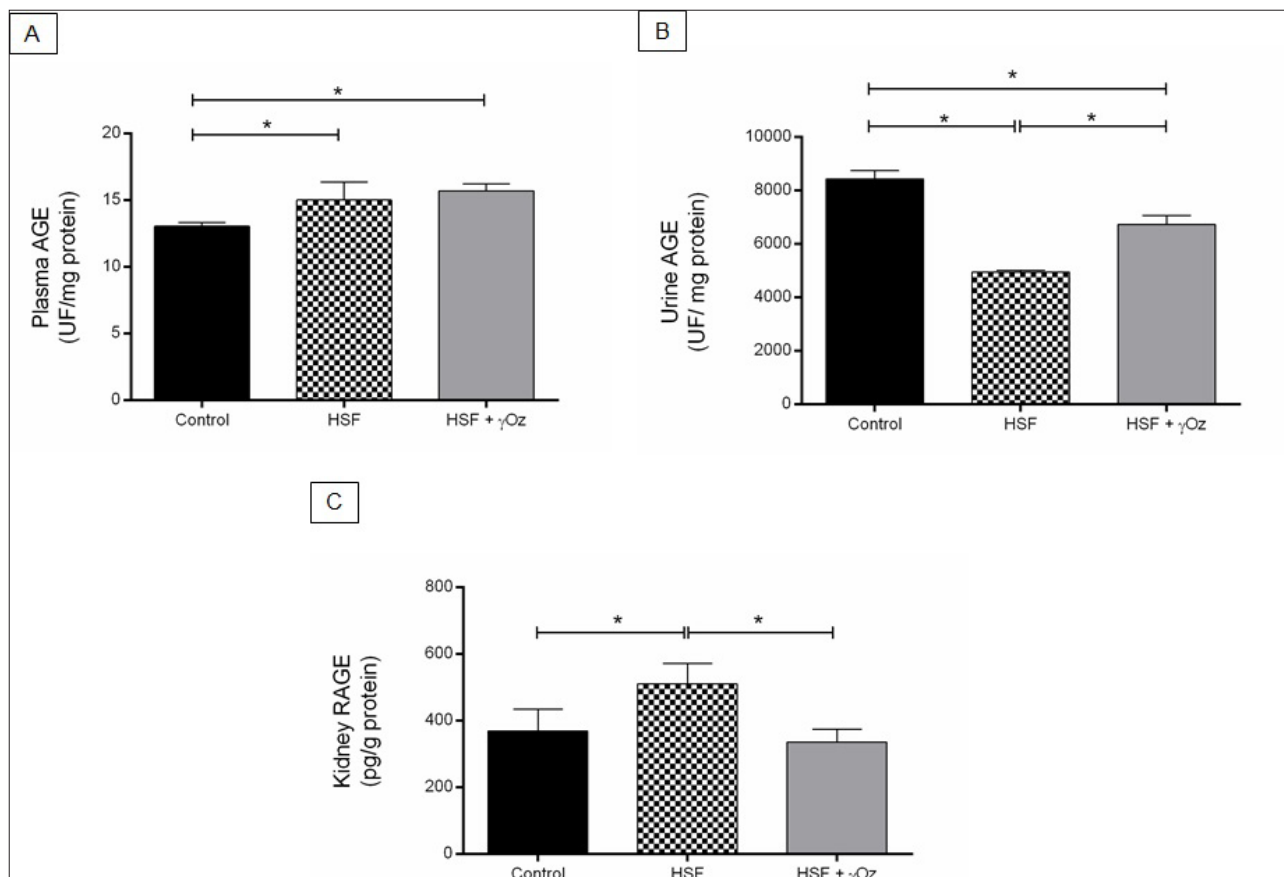 A
*
*
Plasma AGE
(UF/mg protein)
20
15
10
5
0
Control HSF HSF + γOz
B
*
* *
Urine AGE
(UF/ mg protein)
10000
8000
6000
4000
2000
0
Control HSF HSF + γOz
C
* *
Kidney RAGE
(pg/g protein)
800
600
400
200
0
Control HSF HSF + γOz